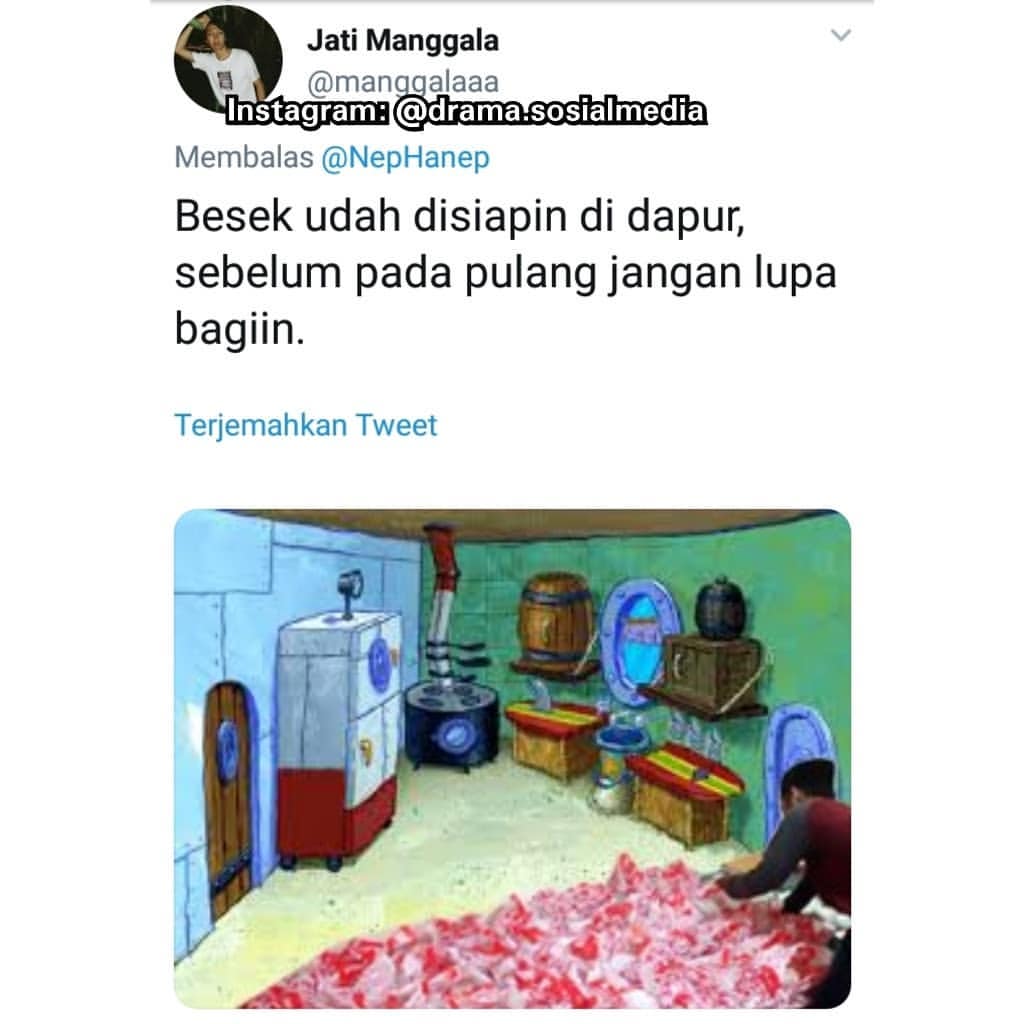 Jati Manggala
@manggalaaa
Instagram: @drama.sosialmedia
Membalas @NepHanep
Besek udah disiapin di dapur,
sebelum pada pulang jangan lupa
bagiin.
Terjemahkan Tweet